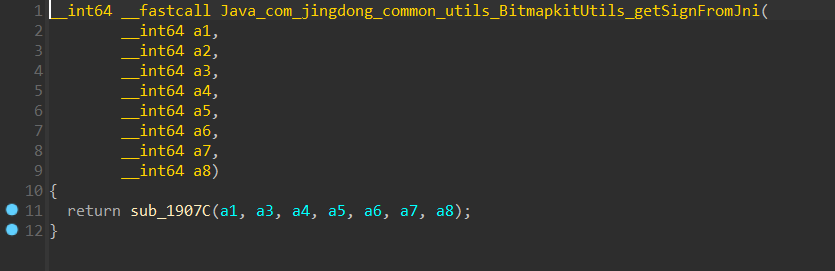 1 __int64 __fastcall Java_com_jingdong_common_utils_BitmapkitUtils_getSignFromJni(
2         __int64 a1,
3         __int64 a2,
4         __int64 a3,
5         __int64 a4,
6         __int64 a5,
7         __int64 a6,
8         __int64 a7,
9         __int64 a8)
10 {
11   return sub_1907C(a1, a3, a4, a5, a6, a7, a8);
12 }